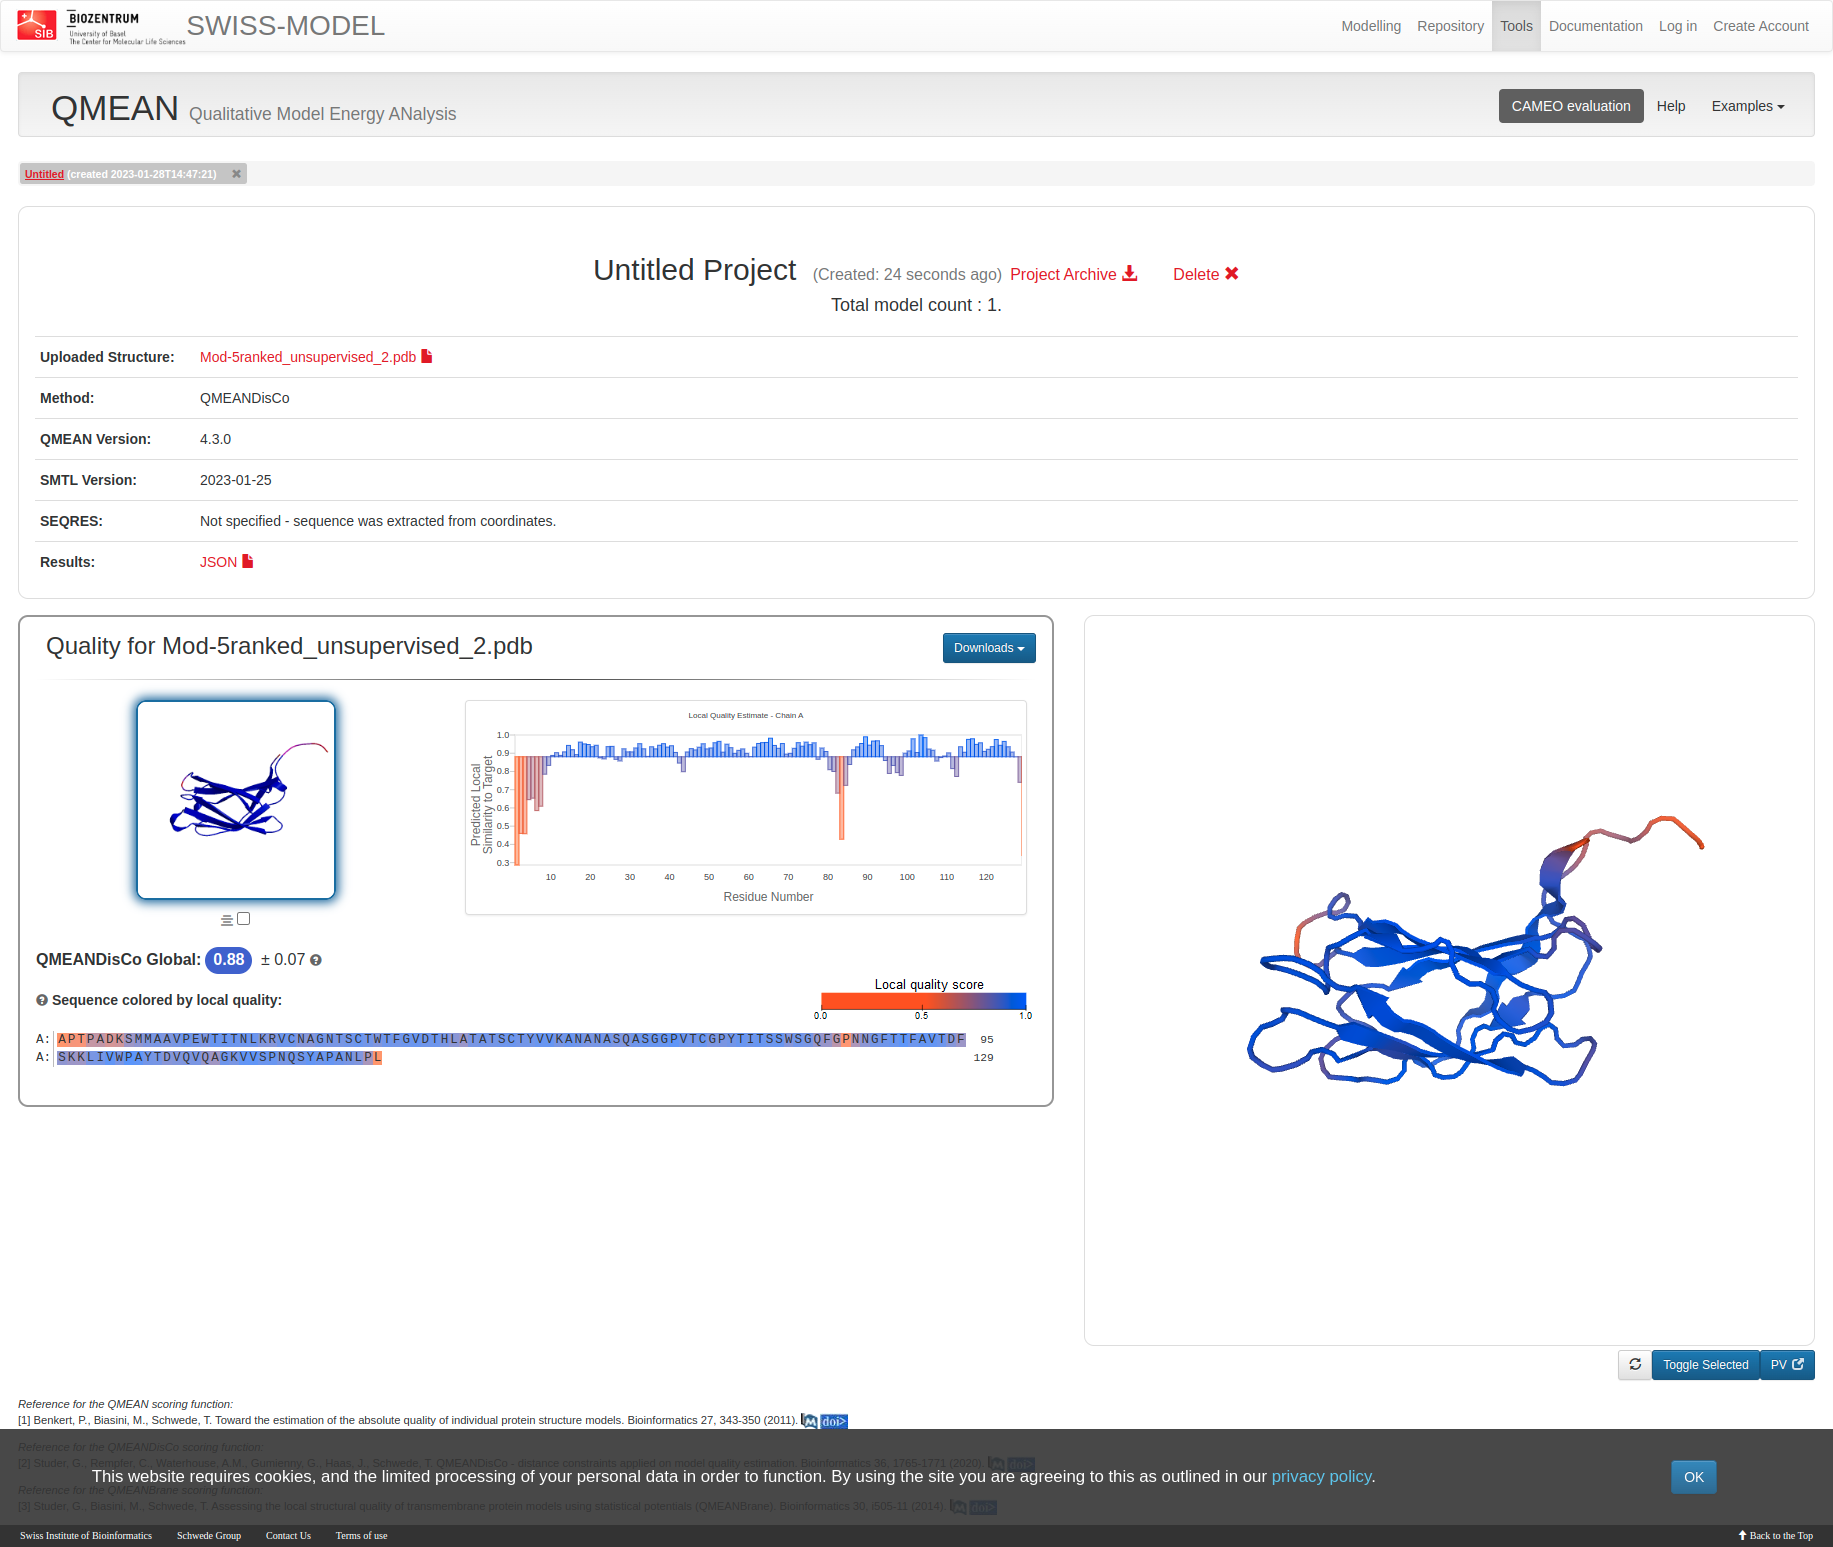 SIB
BIOZENTRUM
University of Basel
The Center for Molecular Life Sciences
SWISS-MODEL
Modelling
Repository
Tools
Documentation
Log in
Create Account
QMEAN Qualitative Model Energy ANalysis
CAMEO evaluation
Help
Examples
Untitled (created 2023-01-28T14:47:21)
Untitled Project (Created: 24 seconds ago) Project Archive Delete
Total model count : 1.
Uploaded Structure: Mod-5ranked_unsupervised_2.pdb
Method: QMEANDisCo
QMEAN Version: 4.3.0
SMTL Version: 2023-01-25
SEQRES: Not specified - sequence was extracted from coordinates.
Results: JSON
Quality for Mod-5ranked_unsupervised_2.pdb
Downloads
Local Quality Estimate - Chain A
Predicted Local
Similarity to Target
1.0
0.9
0.8
0.7
0.6
0.5
0.4
0.3
10 20 30 40 50 60 70 80 90 100 110 120
Residue Number
QMEANDisCo Global: 0.88 ± 0.07
Sequence colored by local quality:
Local quality score
0.0 0.5 1.0
A: APTPADKSMMAAVPEWTITNLKRVCNAGNTSCTWTFGVDTHLATATSCTYVVKANANASQASGGPVTCGPYTITSSWSGQFGPNNGFTTFAVTDF 95
A: SKKLIVWPAYTDVQVQAGKVVSPNQSYAPANLPL 129
Toggle Selected
PV
Reference for the QMEAN scoring function:
[1] Benkert, P., Biasini, M., Schwede, T. Toward the estimation of the absolute quality of individual protein structure models. Bioinformatics 27, 343-350 (2011). doi>
Reference for the QMEANDisCo scoring function:
[2] Studer, G., Rempfer, C., Waterhouse, A.M., Gumienny, G., Haas, J., Schwede, T. QMEANDisCo - distance constraints applied on model quality estimation. Bioinformatics 36, 1765-1771 (2020). doi>
This website requires cookies, and the limited processing of your personal data in order to function. By using the site you are agreeing to this as outlined in our privacy policy.
OK
Reference for the QMEANBrane scoring function:
[3] Studer, G., Biasini, M., Schwede, T. Assessing the local structural quality of transmembrane protein models using statistical potentials (QMEANBrane). Bioinformatics 30, i505-11 (2014). doi>
Swiss Institute of Bioinformatics
Schwede Group
Contact Us
Terms of use
Back to the Top